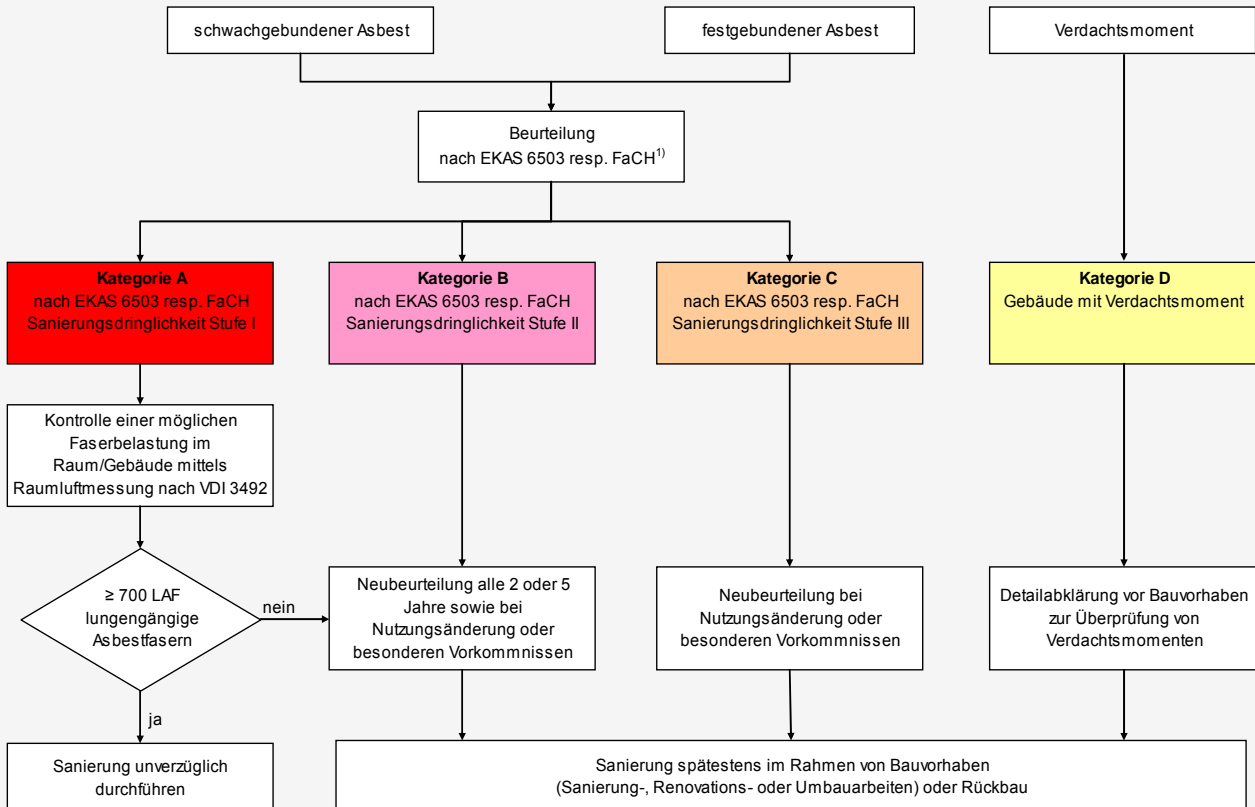 schwachgebundener Asbest
festgebundener Asbest
Verdachtsmoment
Beurteilung
nach EKAS 6503 resp. FaCH1)
Kategorie A
nach EKAS 6503 resp. FaCH
Sanierungsdringlichkeit Stufe I
Kategorie B
nach EKAS 6503 resp. FaCH
Sanierungsdringlichkeit Stufe II
Kategorie C
nach EKAS 6503 resp. FaCH
Sanierungsdringlichkeit Stufe III
Kategorie D
Gebäude mit Verdachtsmoment
Kontrolle einer möglichen
Faserbelastung im
Raum/Gebäude mittels
Raumluftmessung nach VDI 3492
≥ 700 LAF
lungengängige
Asbestfasern
nein
Neubeurteilung alle 2 oder 5
Jahre sowie bei
Nutzungsänderung oder
besonderen Vorkommnissen
Neubeurteilung bei
Nutzungsänderung oder
besonderen Vorkommnissen
Detailabklärung vor Bauvorhaben
zur Überprüfung von
Verdachtsmomenten
ja
Sanierung unverzüglich
durchführen
Sanierung spätestens im Rahmen von Bauvorhaben
(Sanierung-, Renovations- oder Umbauarbeiten) oder Rückbau